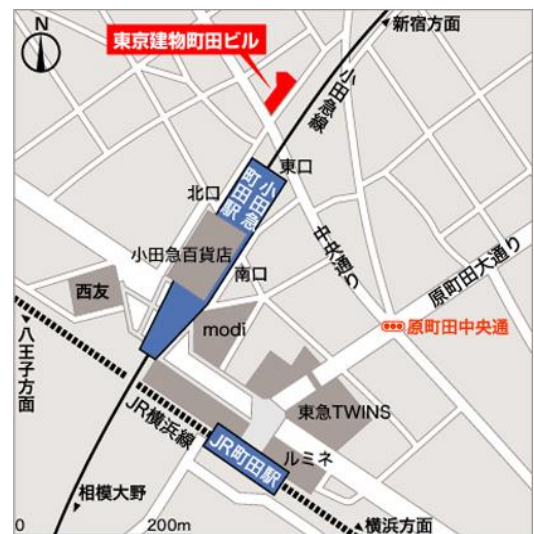 N
東京建物町田ビル
新宿方面
小田急線
東口
小田急
町田駅
北口
小田急百貨店
南口
中央通り
原町田大通り
西友
modi
原町田中央通
八王子方面
東急TWINS
JR横浜線
ルミネ
JR町田駅
相模大野
0
200m
横浜方面